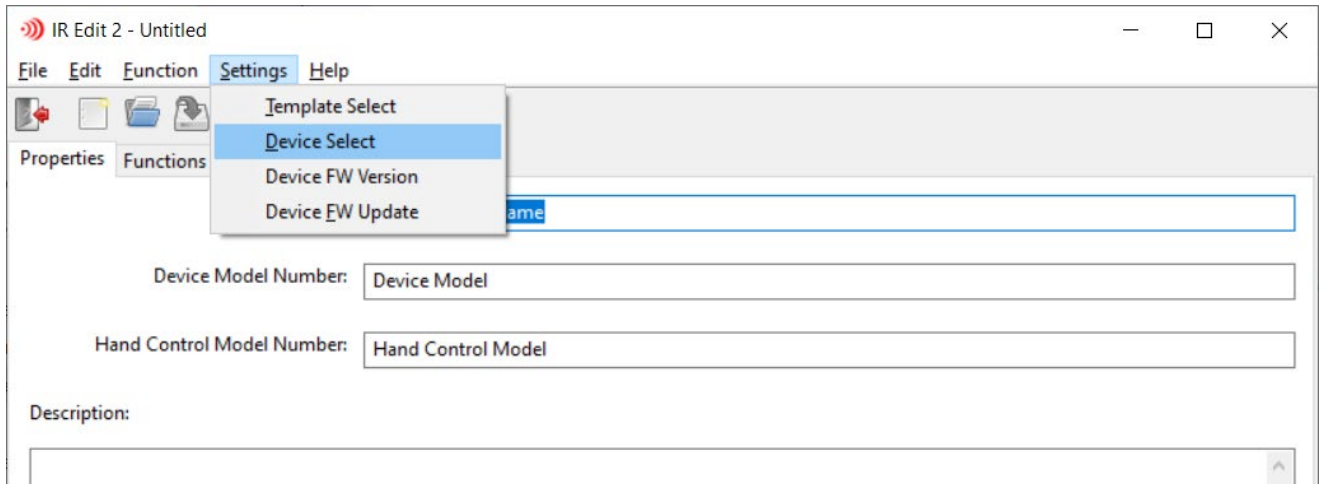 IR Edit 2 - Untitled
File Edit Function Settings Help
Template Select
Device Select
Device FW Version
Device FW Update
Properties Functions
ame
Device Model Number: Device Model
Hand Control Model Number: Hand Control Model
Description: